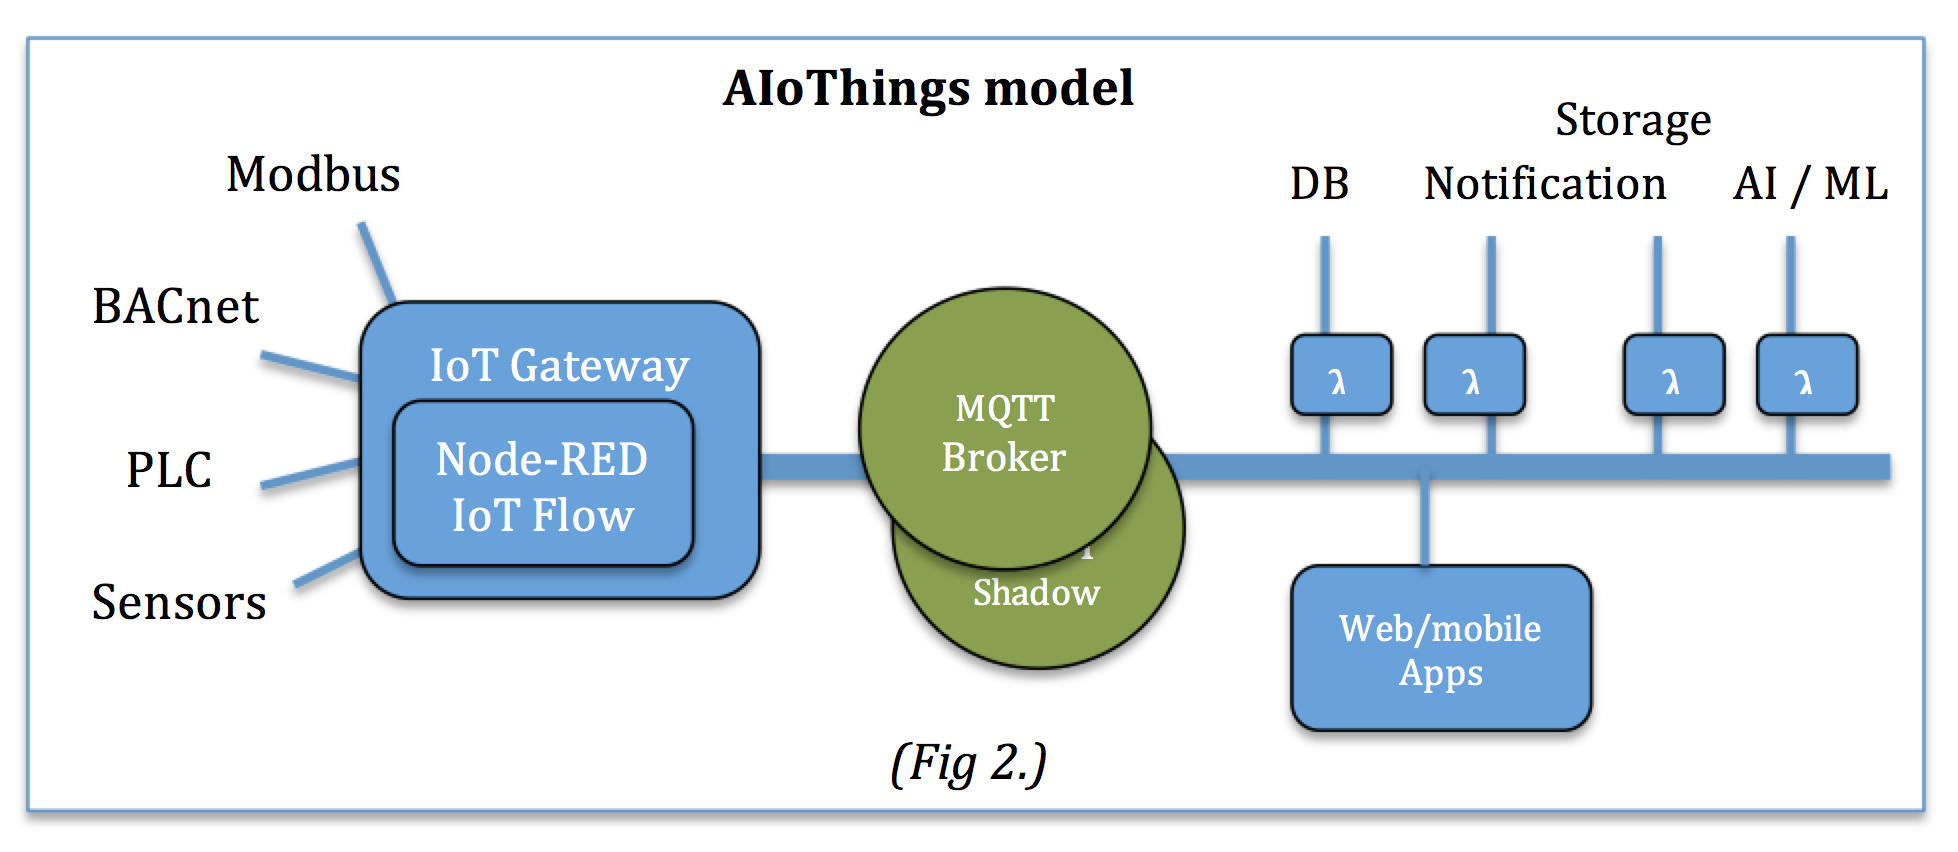 AIoThings model
Storage
Modbus
DB
Notification
AI / ML
BACnet
IoT Gateway
λ
λ
λ
λ
MQTT
Broker
PLC
Node-RED
IoT Flow
Shadow
Sensors
Web/mobile
Apps
(Fig 2.)